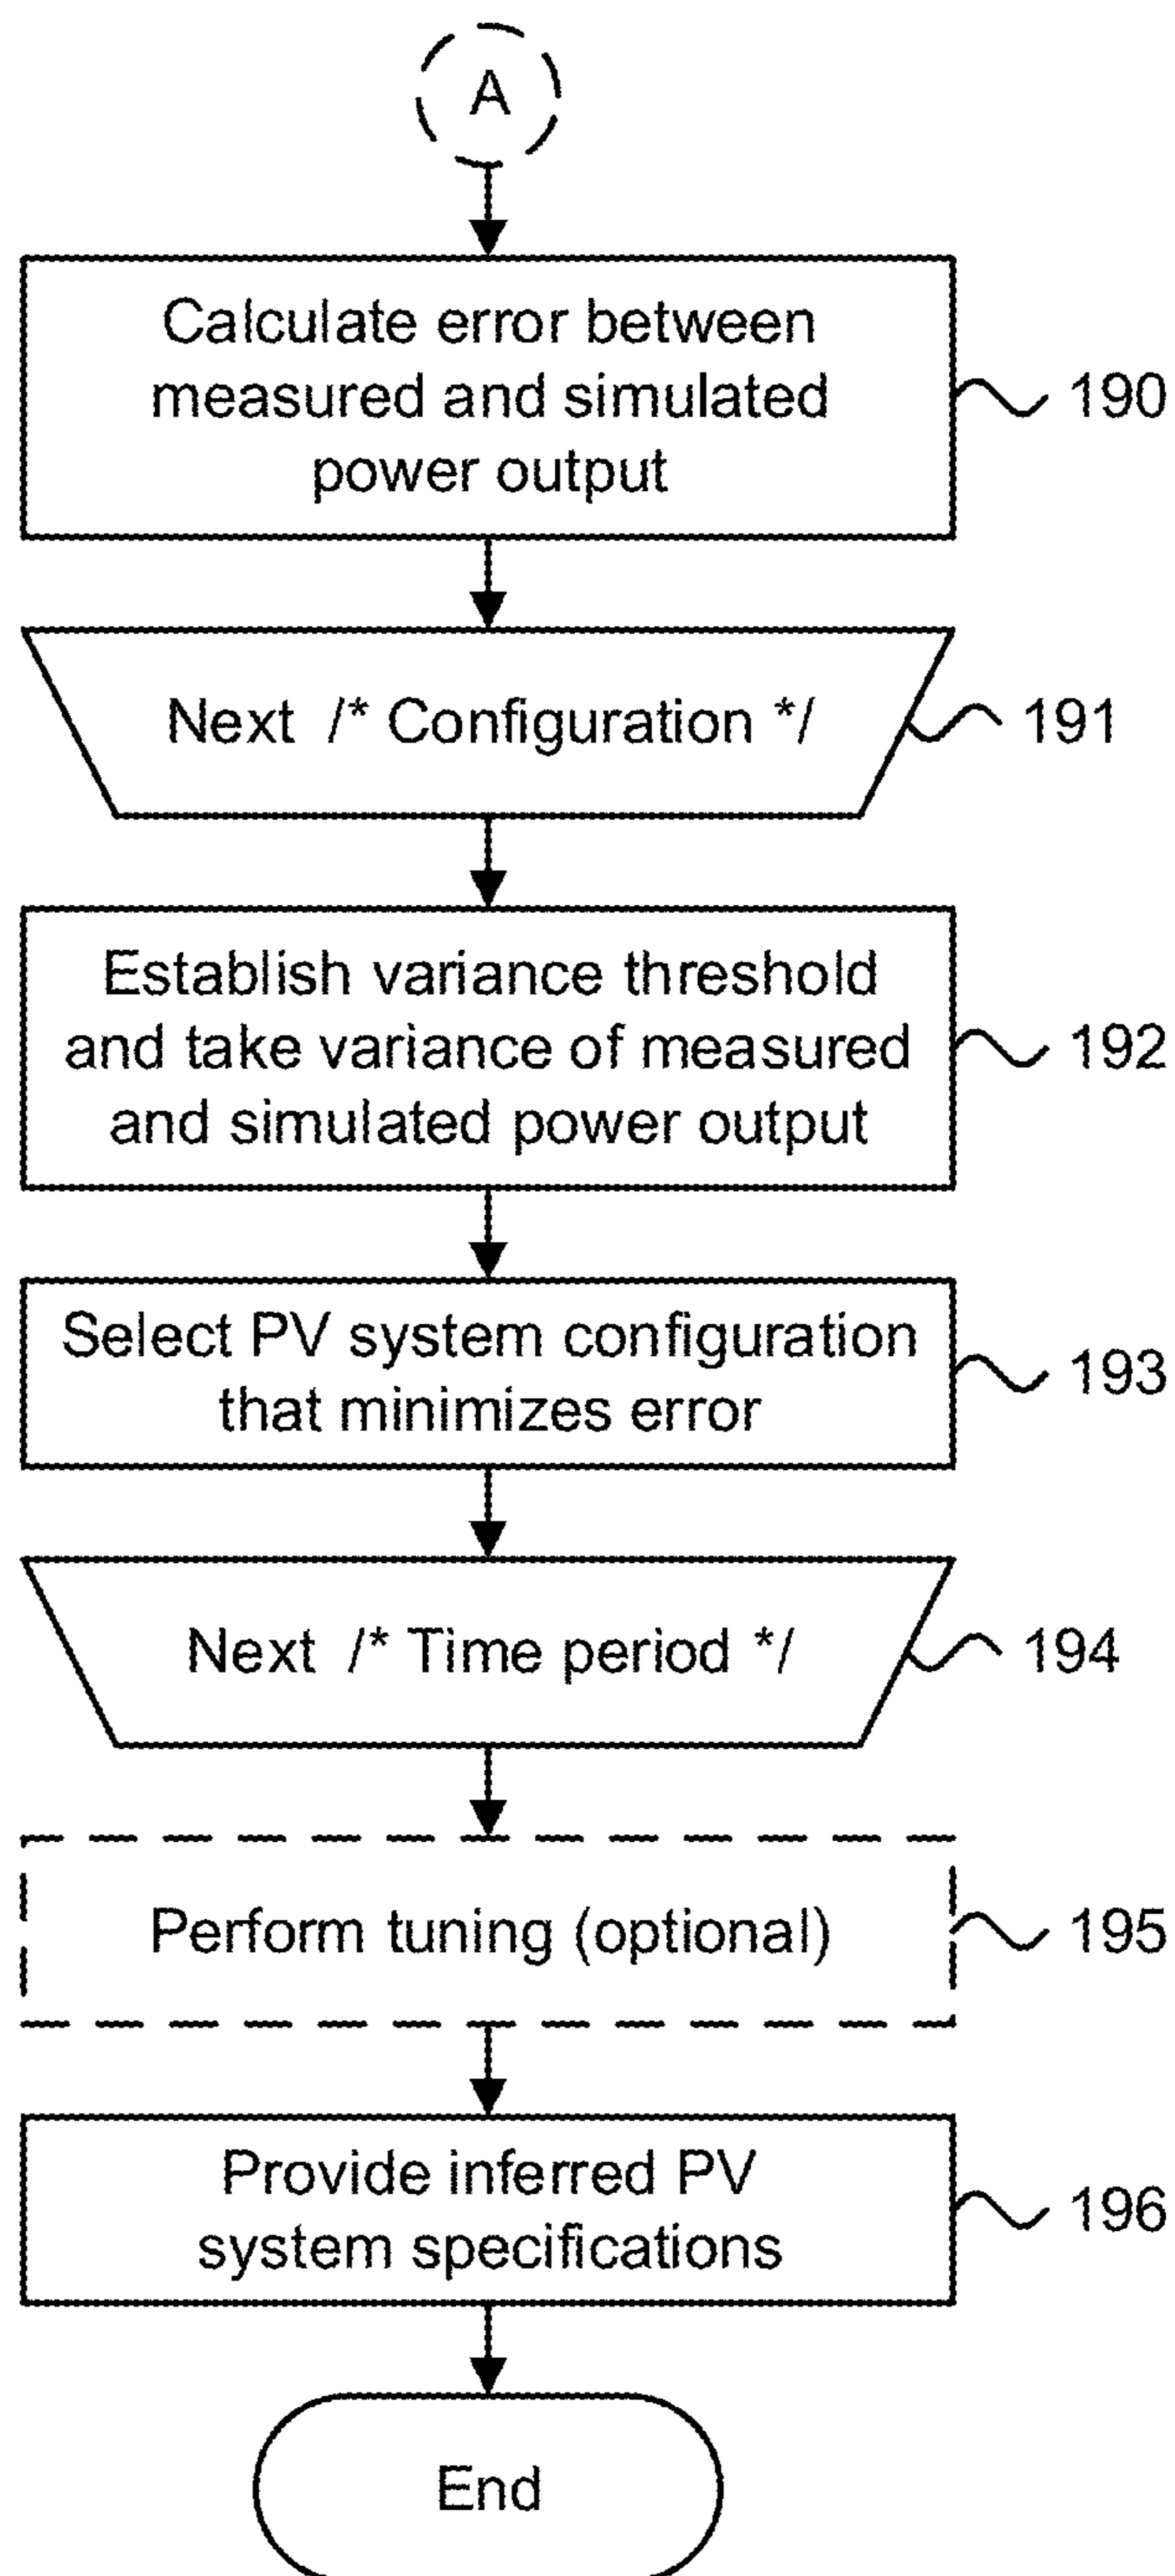 A
Calculate error between
measured and simulated
power output
190
Next /* Configuration */
191
Establish variance threshold
and take variance of measured
and simulated power output
192
Select PV system configuration
that minimizes error
193
Next /* Time period */
194
Perform tuning (optional)
195
Provide inferred PV
system specifications
196
End